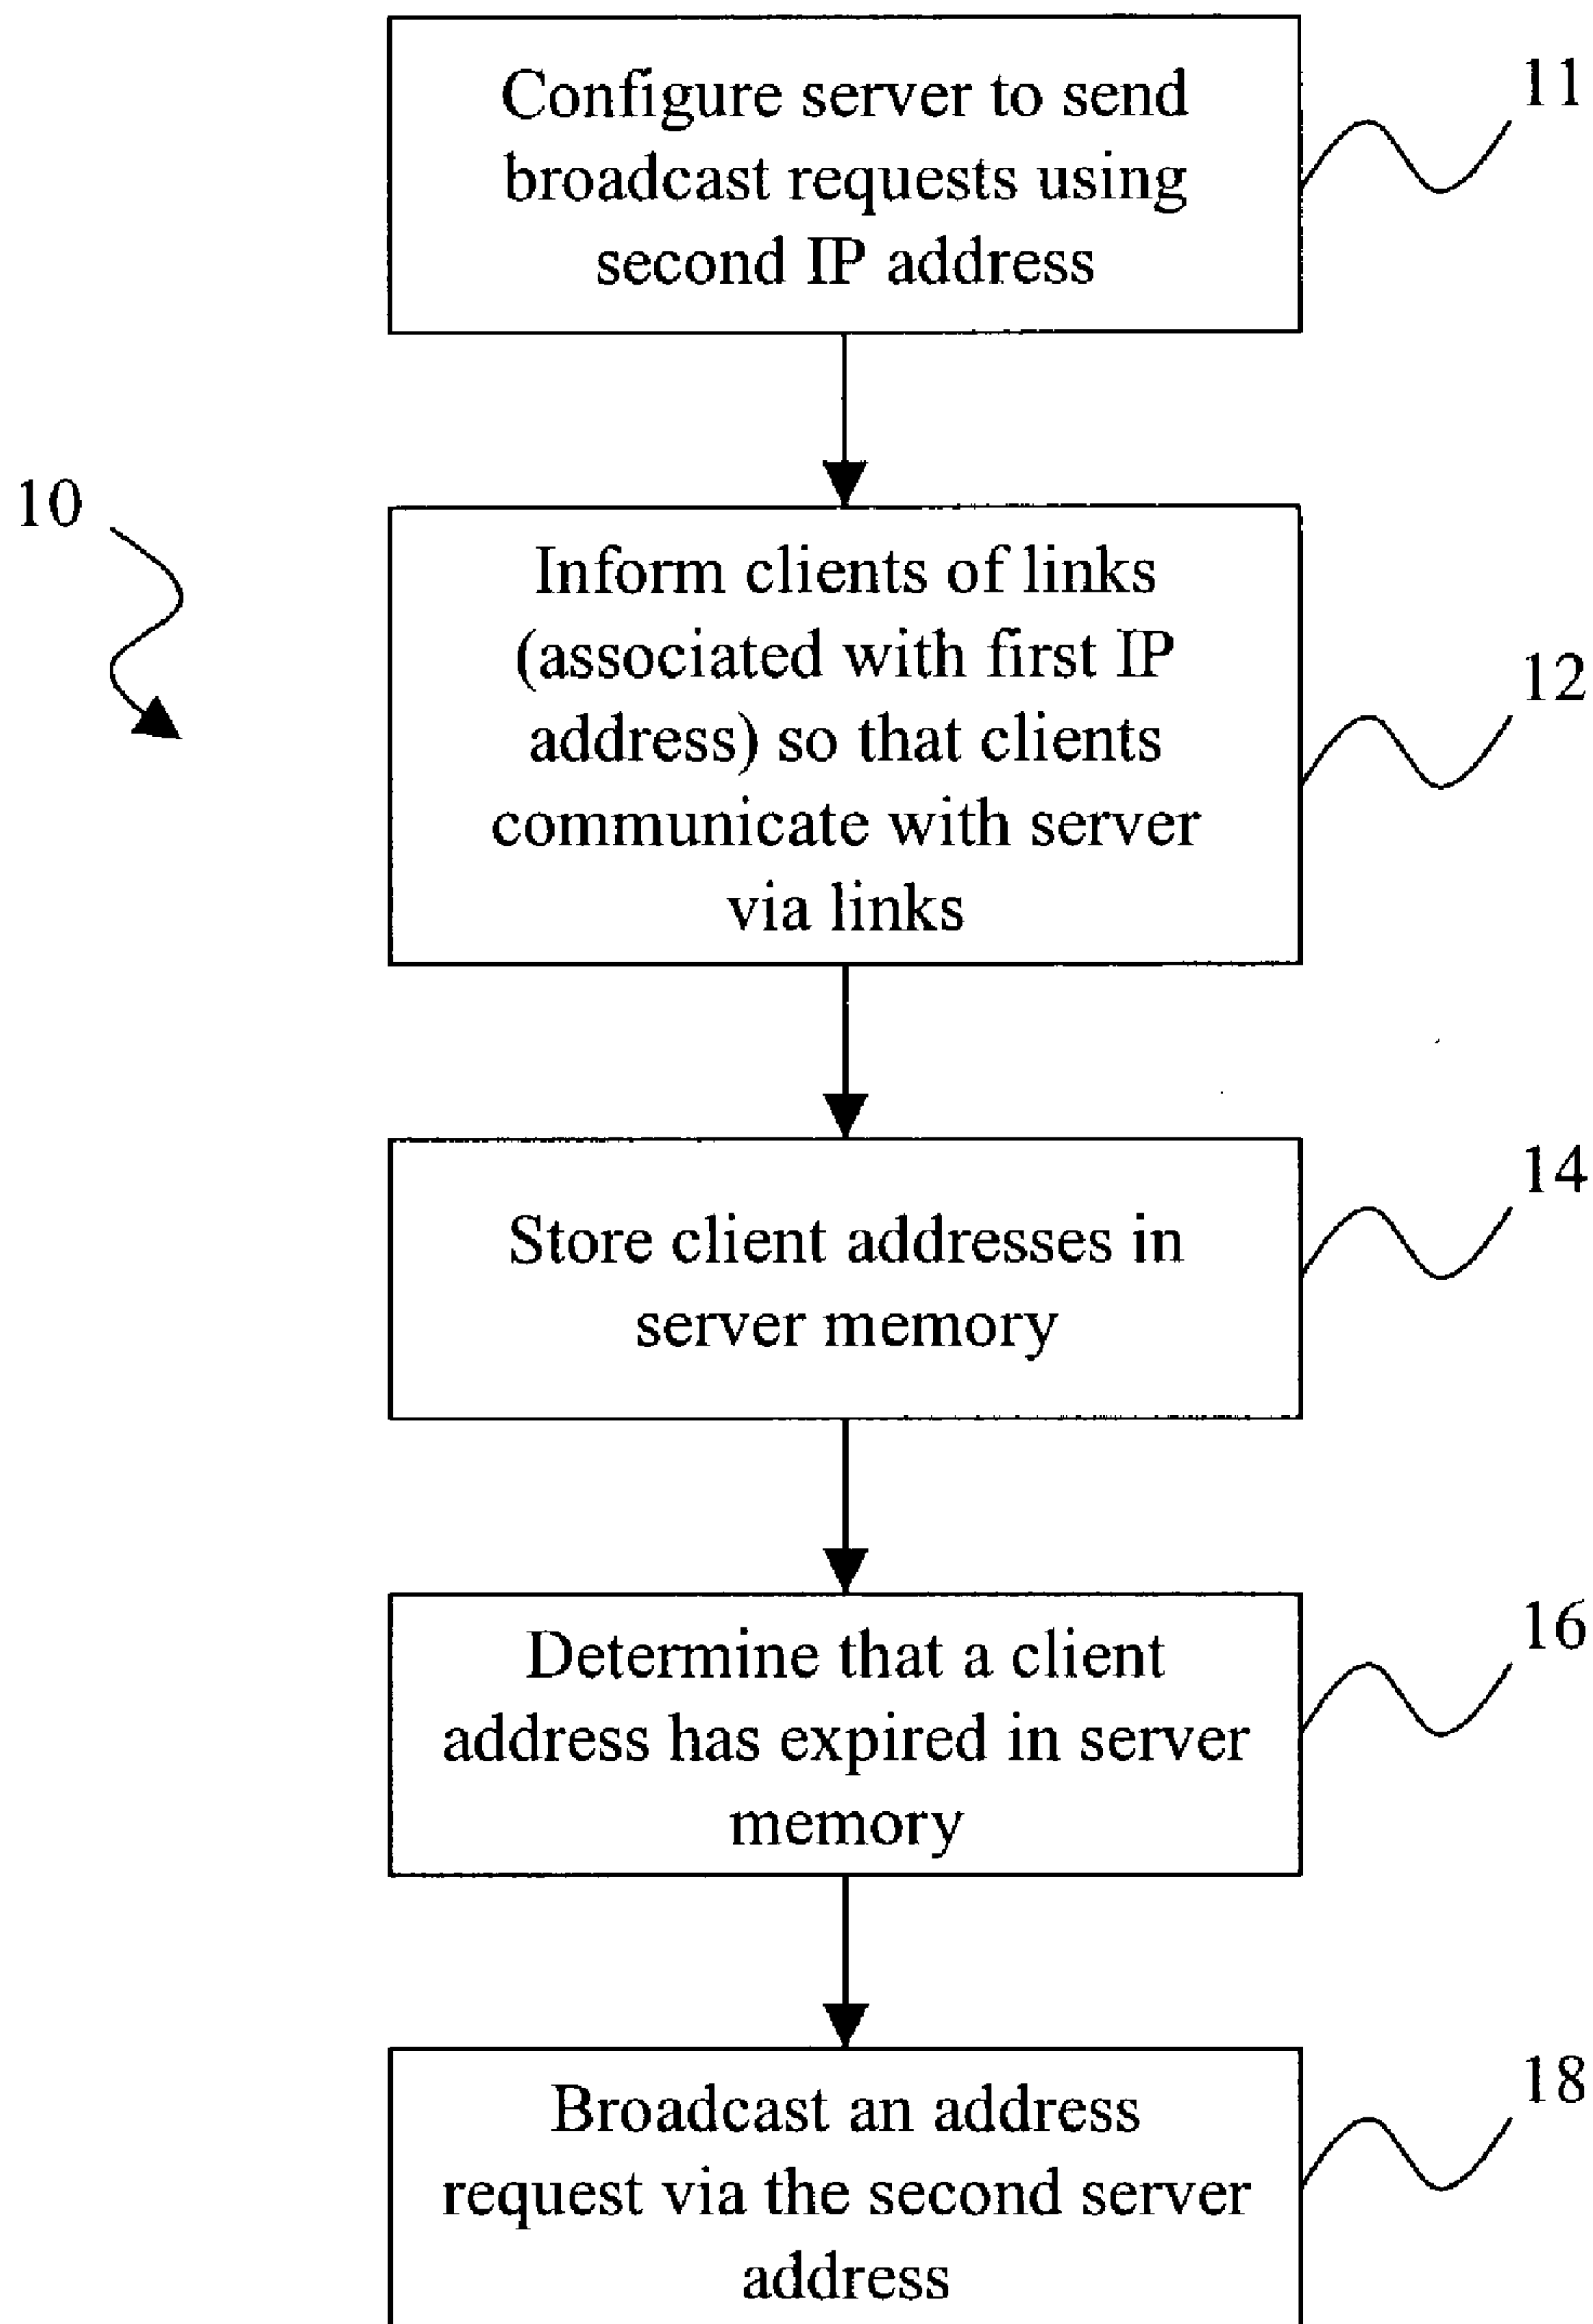 Configure server to send
broadcast requests using
second IP address
11
10
Inform clients of links
(associated with first IP
address) so that clients
communicate with server
via links
12
Store client addresses in
server memory
14
Determine that a client
address has expired in server
memory
16
Broadcast an address
request via the second server
address
18